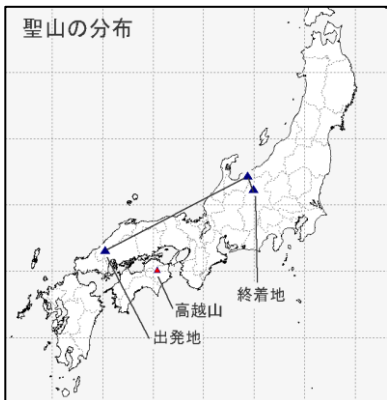 聖山の分布
終着地
高越山
出発地